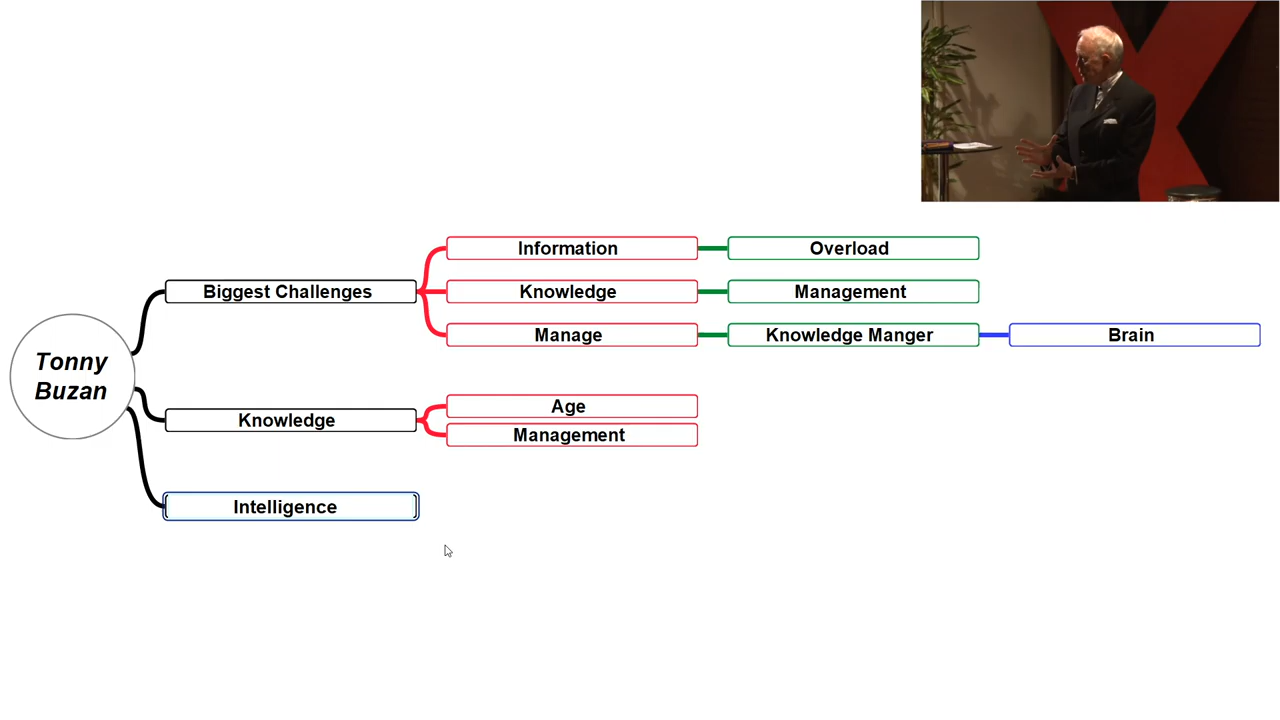 Information
Overload
Biggest Challenges
Knowledge
Management
Manage
Knowledge Manger
Brain
Tonny
Buzan
Knowledge
Age
Management
Intelligence